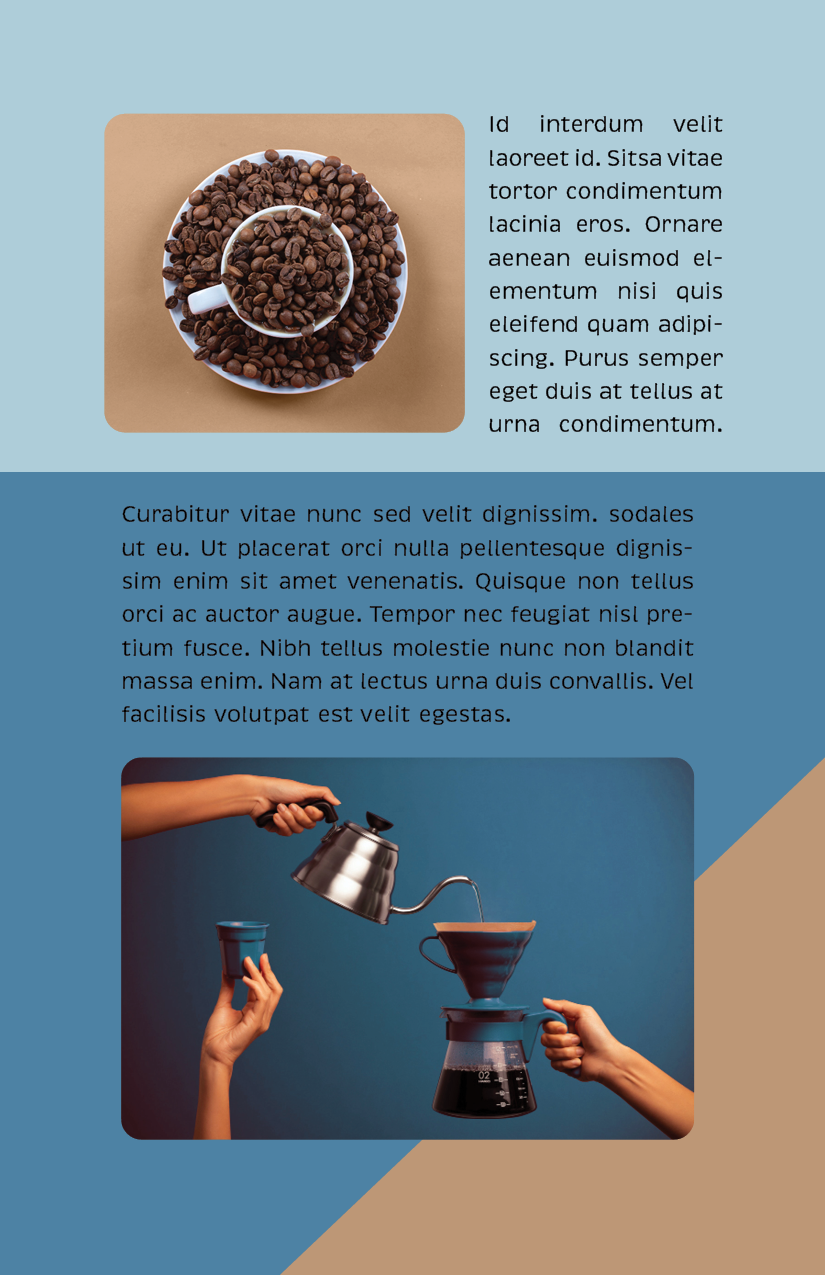 Id interdum velit
laoreet id. Sitsa vitae
tortor condimentum
lacinia eros. Ornare
aenean euismod el-
ementum nisi quis
eleifend quam adipi-
scing. Purus semper
eget duis at tellus at
urna condimentum.
Curabitur vitae nunc sed velit dignissim. sodales
ut eu. Ut placerat orci nulla pellentesque dignis-
sim enim sit amet venenatis. Quisque non tellus
orci ac auctor augue. Tempor nec feugiat nisl pre-
tium fusce. Nibh tellus molestie nunc non blandit
massa enim. Nam at lectus urna duis convallis. Vel
facilisis volutpat est velit egestas.
02